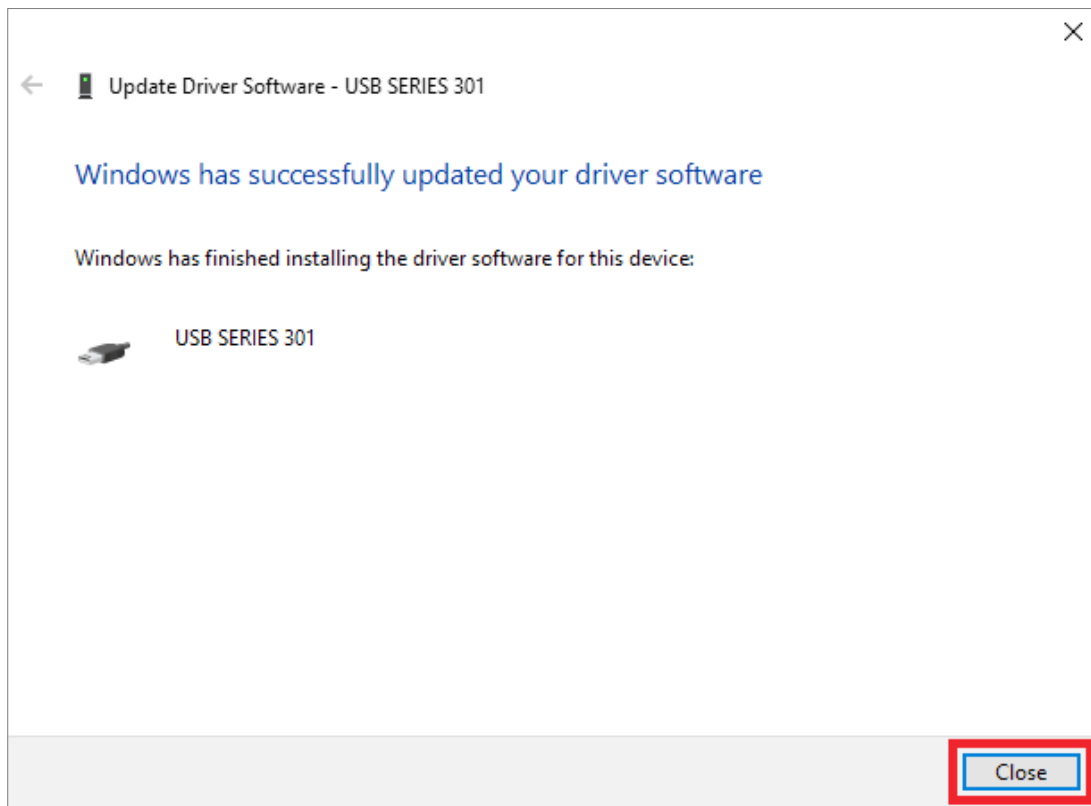 Update Driver Software - USB SERIES 301
Windows has successfully updated your driver software
Windows has finished installing the driver software for this device:
USB SERIES 301
Close